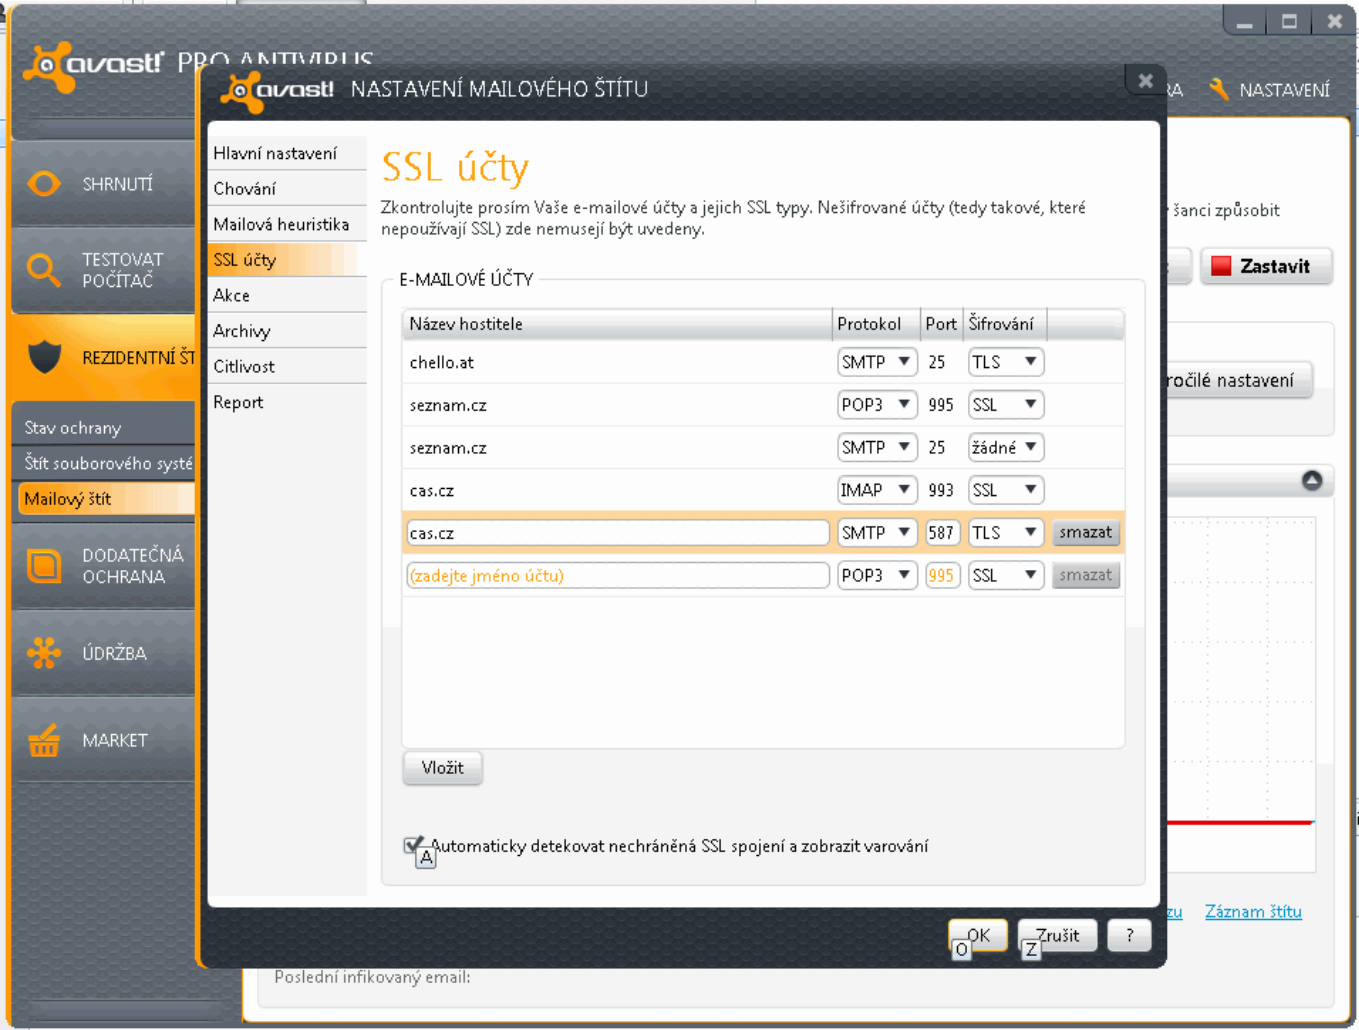 avast! PRO ANTIVIRUS
NASTAVENÍ
SHRNUTÍ
TESTOVAT
POČÍTAČ
REZIDENTNÍ ŠT
Stav ochrany
Štít souborového systé
Mailový štít
DODATEČNÁ
OCHRANA
ÚDRŽBA
MARKET
avast! NASTAVENÍ MAILOVÉHO ŠTÍTU
Hlavní nastavení
Chování
Mailová heuristika
SSL účty
Akce
Archivy
Citlivost
Report
SSL účty
Zkontrolujte prosím Vaše e-mailové účty a jejich SSL typy. Nešifrované účty (tedy takové, které
nepoužívají SSL) zde nemusejí být uvedeny.
E-MAILOVÉ ÚČTY
Název hostitele Protokol Port Šifrování
chello.at SMTP 25 TLS
seznam.cz POP3 995 SSL
seznam.cz SMTP 25 žádné
cas.cz IMAP 993 SSL
cas.cz SMTP 587 TLS smazat
(zadejte jméno účtu) POP3 995 SSL smazat
Vložit
Automaticky detekovat nechráněná SSL spojení a zobrazit varování
A
OK Zrušit ?
O Z
šanci způsobit
Zastavit
ročilé nastavení
zu Záznam štítu
Poslední infikovaný email: